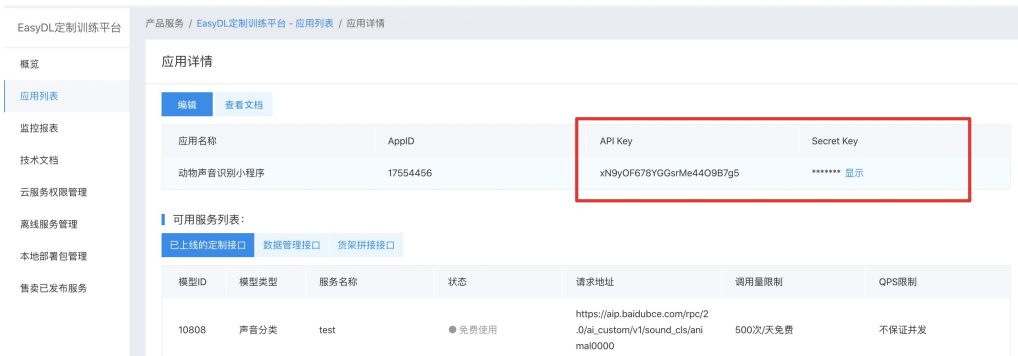 EasyDL定制训练平台
产品服务 / EasyDL定制训练平台 - 应用列表 / 应用详情
概览
应用列表
监控报表
技术文档
云服务权限管理
离线服务管理
本地部署包管理
售卖已发布服务
应用详情
编辑 查看文档
应用名称 AppID API Key Secret Key
动物声音识别小程序 17554456 xN9yOF678YGGsrMe44O9B7g5 ******* 显示
可用服务列表:
已上线的定制接口 数据管理接口 货架拼接接口
模型ID 模型类型 服务名称 状态 请求地址 调用量限制 QPS限制
10808 声音分类 test 免费使用 https://aip.baidubce.com/rpc/2
.0/ai_custom/v1/sound_cls/ani
mal0000 500次/天免费 不保证并发